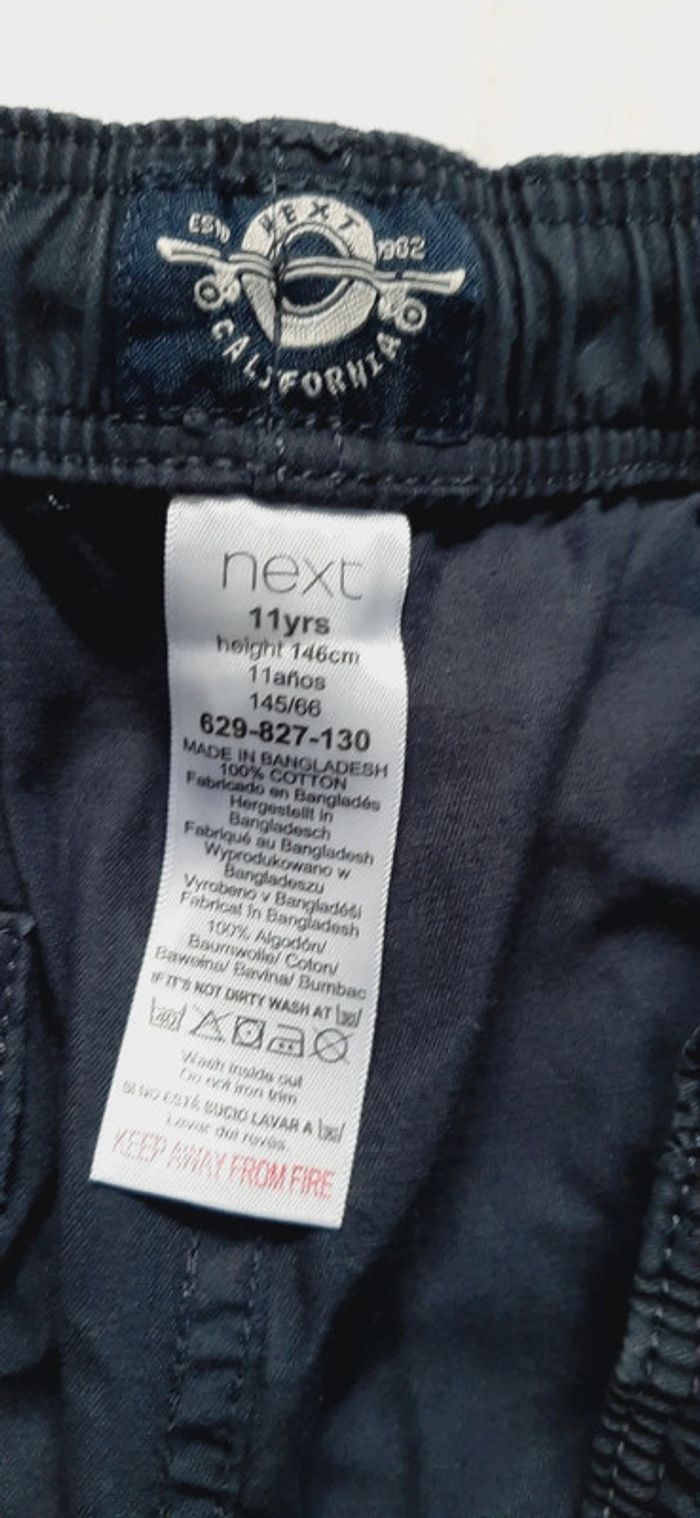 NEXT
ESTD 1982
CALIFORNIA
next
11yrs
height 146cm
11años
145/66
629-827-130
MADE IN BANGLADESH
100% COTTON
Fabricado en Bangladés
Hergestellt in
Bangladesch
Fabriqué au Bangladesh
Wyprodukowano w
Bangladeszu
Vyrobeno v Bangladéši
Fabricat în Bangladesh
100% Algodón/
Baumwolle/ Coton/
Bawełna/ Bavlna/ Bumbac
IF IT'S NOT DIRTY WASH AT 30
40
Wash inside out
Do not iron trim
SI NO ESTÁ SUCIO LAVAR A 30
Lavar del revés
KEEP AWAY FROM FIRE